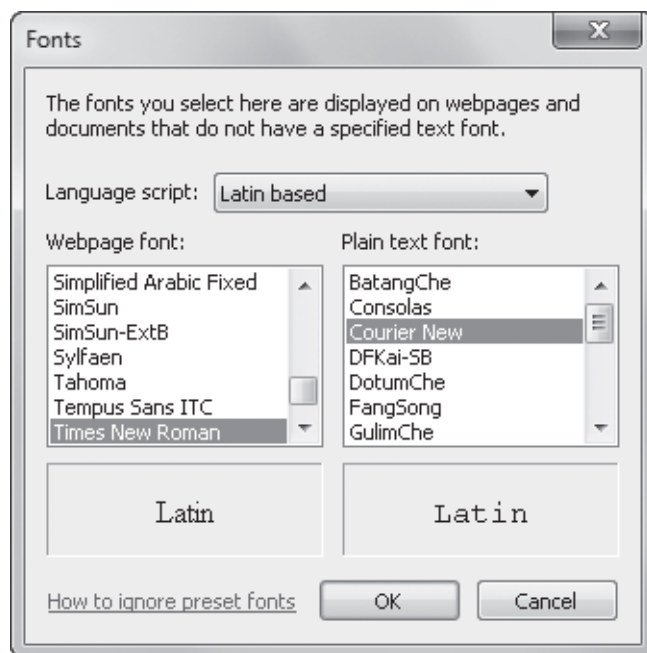 Fonts
The fonts you select here are displayed on webpages and
documents that do not have a specified text font.
Language script: Latin based
Webpage font:
Simplified Arabic Fixed
SimSun
SimSun-ExtB
Sylfaen
Tahoma
Tempus Sans ITC
Times New Roman
Latin
Plain text font:
BatangChe
Consolas
Courier New
DFKai-SB
DotumChe
FangSong
GulimChe
Latin
How to ignore preset fonts
OK
Cancel